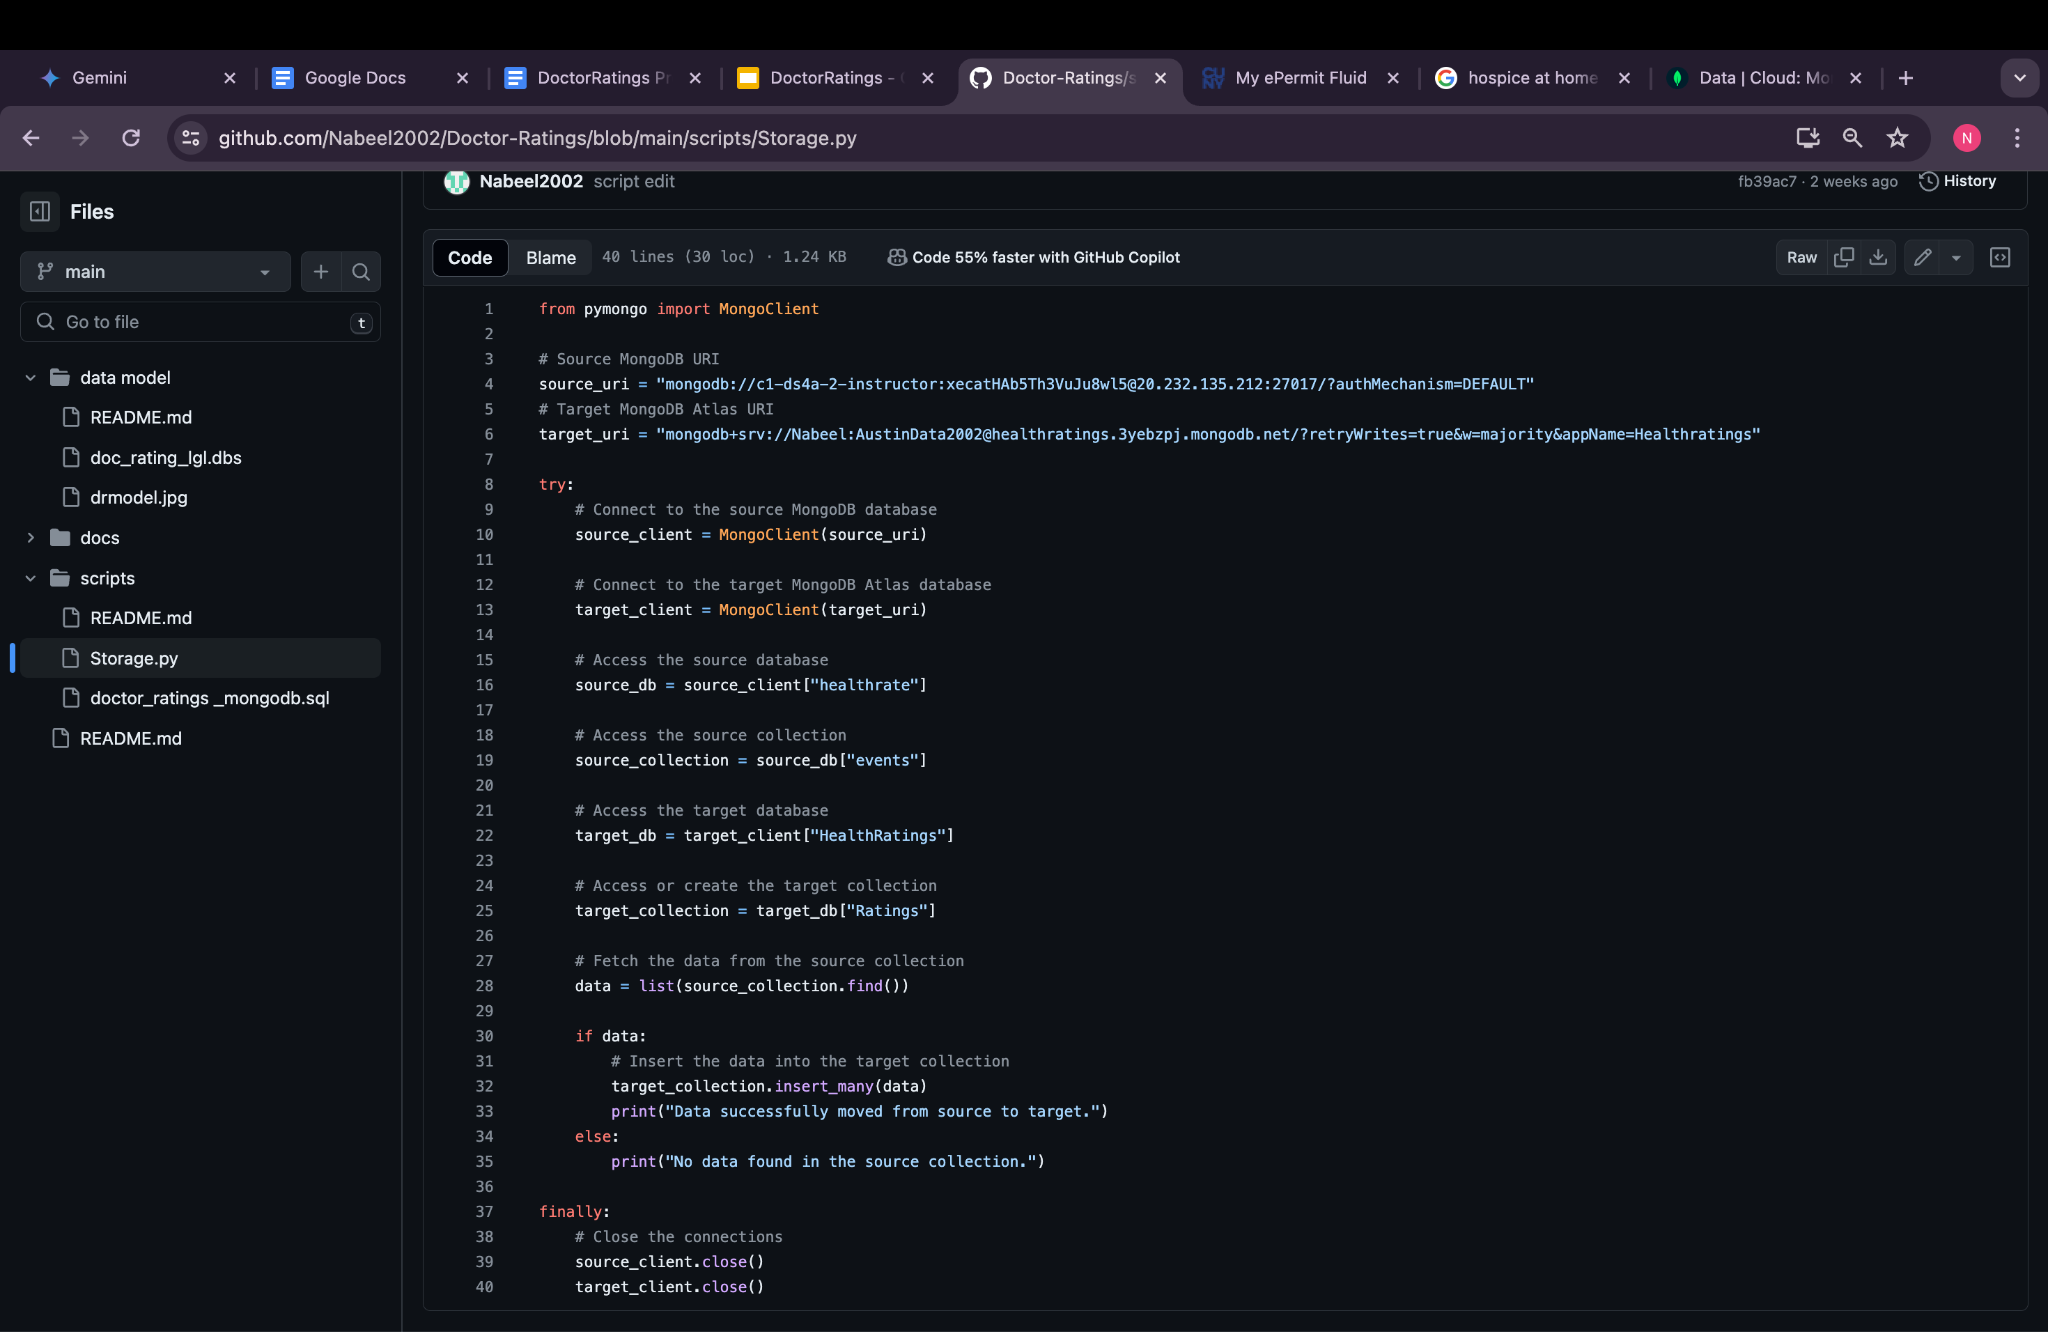 Gemini
Google Docs
DoctorRatings Pr
DoctorRatings -
Doctor-Ratings/s
My ePermit Fluid
hospice at home
Data | Cloud: Mo
github.com/Nabeel2002/Doctor-Ratings/blob/main/scripts/Storage.py
N
Files
main
Go to file
t
data model
README.md
doc_rating_lgl.dbs
drmodel.jpg
docs
scripts
README.md
Storage.py
doctor_ratings _mongodb.sql
README.md
Nabeel2002 script edit
fb39ac7 · 2 weeks ago
History
Code
Blame
40 lines (30 loc) · 1.24 KB
Code 55% faster with GitHub Copilot
Raw
1 from pymongo import MongoClient
2
3 # Source MongoDB URI
4 source_uri = "mongodb://c1-ds4a-2-instructor:xecatHAb5Th3VuJu8wl5@20.232.135.212:27017/?authMechanism=DEFAULT"
5 # Target MongoDB Atlas URI
6 target_uri = "mongodb+srv://Nabeel:AustinData2002@healthratings.3yebzpj.mongodb.net/?retryWrites=true&w=majority&appName=Healthratings"
7
8 try:
9 # Connect to the source MongoDB database
10 source_client = MongoClient(source_uri)
11
12 # Connect to the target MongoDB Atlas database
13 target_client = MongoClient(target_uri)
14
15 # Access the source database
16 source_db = source_client["healthrate"]
17
18 # Access the source collection
19 source_collection = source_db["events"]
20
21 # Access the target database
22 target_db = target_client["HealthRatings"]
23
24 # Access or create the target collection
25 target_collection = target_db["Ratings"]
26
27 # Fetch the data from the source collection
28 data = list(source_collection.find())
29
30 if data:
31 # Insert the data into the target collection
32 target_collection.insert_many(data)
33 print("Data successfully moved from source to target.")
34 else:
35 print("No data found in the source collection.")
36
37 finally:
38 # Close the connections
39 source_client.close()
40 target_client.close()